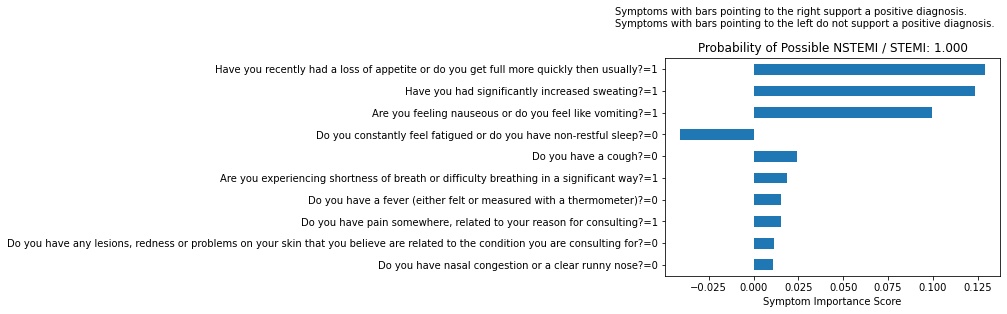 Symptoms with bars pointing to the right support a positive diagnosis.
Symptoms with bars pointing to the left do not support a positive diagnosis.
Probability of Possible NSTEMI / STEMI: 1.000
Have you recently had a loss of appetite or do you get full more quickly then usually?=1
Have you had significantly increased sweating?=1
Are you feeling nauseous or do you feel like vomiting?=1
Do you constantly feel fatigued or do you have non-restful sleep?=0
Do you have a cough?=0
Are you experiencing shortness of breath or difficulty breathing in a significant way?=1
Do you have a fever (either felt or measured with a thermometer)?=0
Do you have pain somewhere, related to your reason for consulting?=1
Do you have any lesions, redness or problems on your skin that you believe are related to the condition you are consulting for?=0
Do you have nasal congestion or a clear runny nose?=0
−0.025 0.000 0.025 0.050 0.075 0.100 0.125
Symptom Importance Score